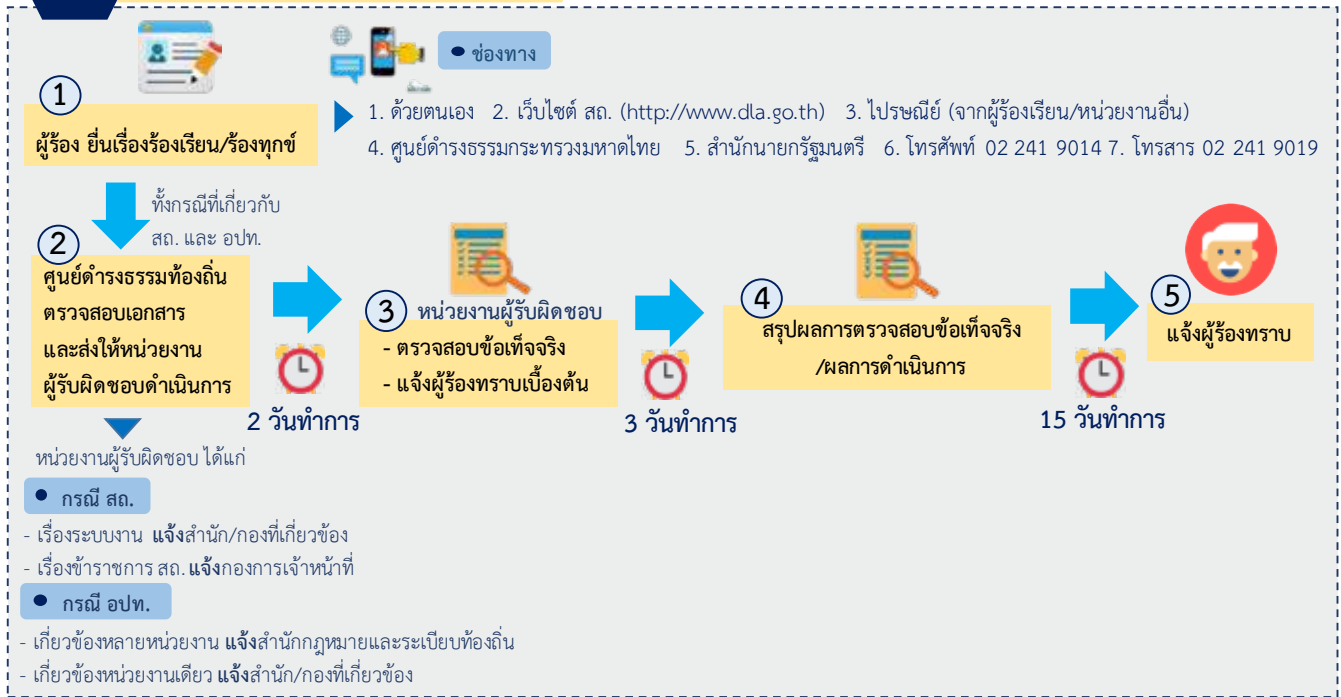 ● ช่องทาง
1
ผู้ร้อง ยื่นเรื่องร้องเรียน/ร้องทุกข์
1. ด้วยตนเอง 2. เว็บไซต์ สถ. (http://www.dla.go.th) 3. ไปรษณีย์ (จากผู้ร้องเรียน/หน่วยงานอื่น)
4. ศูนย์ดำรงธรรมกระทรวงมหาดไทย 5. สำนักนายกรัฐมนตรี 6. โทรศัพท์ 02 241 9014 7. โทรสาร 02 241 9019
ทั้งกรณีที่เกี่ยวกับ
สถ. และ อปท.
2
ศูนย์ดำรงธรรมท้องถิ่น
ตรวจสอบเอกสาร
และส่งให้หน่วยงาน
ผู้รับผิดชอบดำเนินการ
2 วันทำการ
3 หน่วยงานผู้รับผิดชอบ
- ตรวจสอบข้อเท็จจริง
- แจ้งผู้ร้องทราบเบื้องต้น
3 วันทำการ
4
สรุปผลการตรวจสอบข้อเท็จจริง
/ผลการดำเนินการ
15 วันทำการ
5
แจ้งผู้ร้องทราบ
หน่วยงานผู้รับผิดชอบ ได้แก่
● กรณี สถ.
- เรื่องระบบงาน แจ้งสำนัก/กองที่เกี่ยวข้อง
- เรื่องข้าราชการ สถ. แจ้งกองการเจ้าหน้าที่
● กรณี อปท.
- เกี่ยวข้องหลายหน่วยงาน แจ้งสำนักกฎหมายและระเบียบท้องถิ่น
- เกี่ยวข้องหน่วยงานเดียว แจ้งสำนัก/กองที่เกี่ยวข้อง